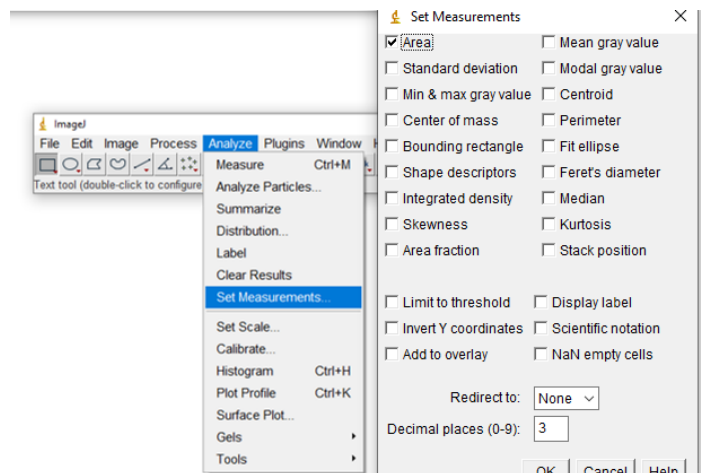 Set Measurements
Area Mean gray value
Standard deviation Modal gray value
Min & max gray value Centroid
Center of mass Perimeter
Bounding rectangle Fit ellipse
Shape descriptors Feret's diameter
Integrated density Median
Skewness Kurtosis
Area fraction Stack position
Limit to threshold Display label
Invert Y coordinates Scientific notation
Add to overlay NaN empty cells
Redirect to: None
Decimal places (0-9): 3
OK Cancel Help
ImageJ
File Edit Image Process Analyze Plugins Window
Text tool (double-click to configure
Measure Ctrl+M
Analyze Particles...
Summarize
Distribution...
Label
Clear Results
Set Measurements...
Set Scale...
Calibrate...
Histogram Ctrl+H
Plot Profile Ctrl+K
Surface Plot...
Gels
Tools